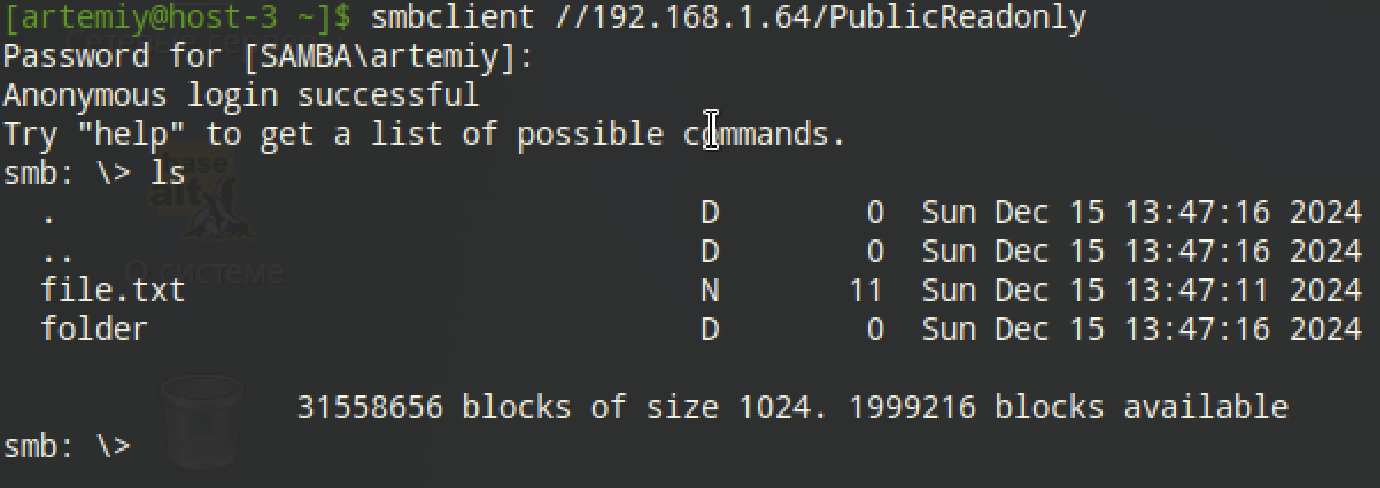 [artemiy@host-3 ~]$ smbclient //192.168.1.64/PublicReadonly
Password for [SAMBA\artemiy]:
Anonymous login successful
Try "help" to get a list of possible commands.
smb: \> ls
  .                                   D        0  Sun Dec 15 13:47:16 2024
  ..                                  D        0  Sun Dec 15 13:47:16 2024
  file.txt                            N       11  Sun Dec 15 13:47:11 2024
  folder                              D        0  Sun Dec 15 13:47:16 2024
31558656 blocks of size 1024. 1999216 blocks available
smb: \>
base
alt
О системе